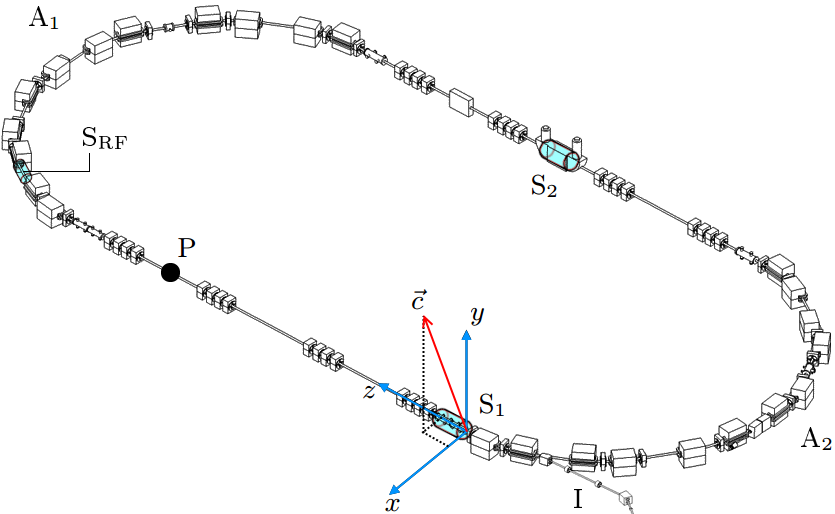 A₁
S_RF
S₂
P
c⃗
y
z
S₁
A₂
x
I